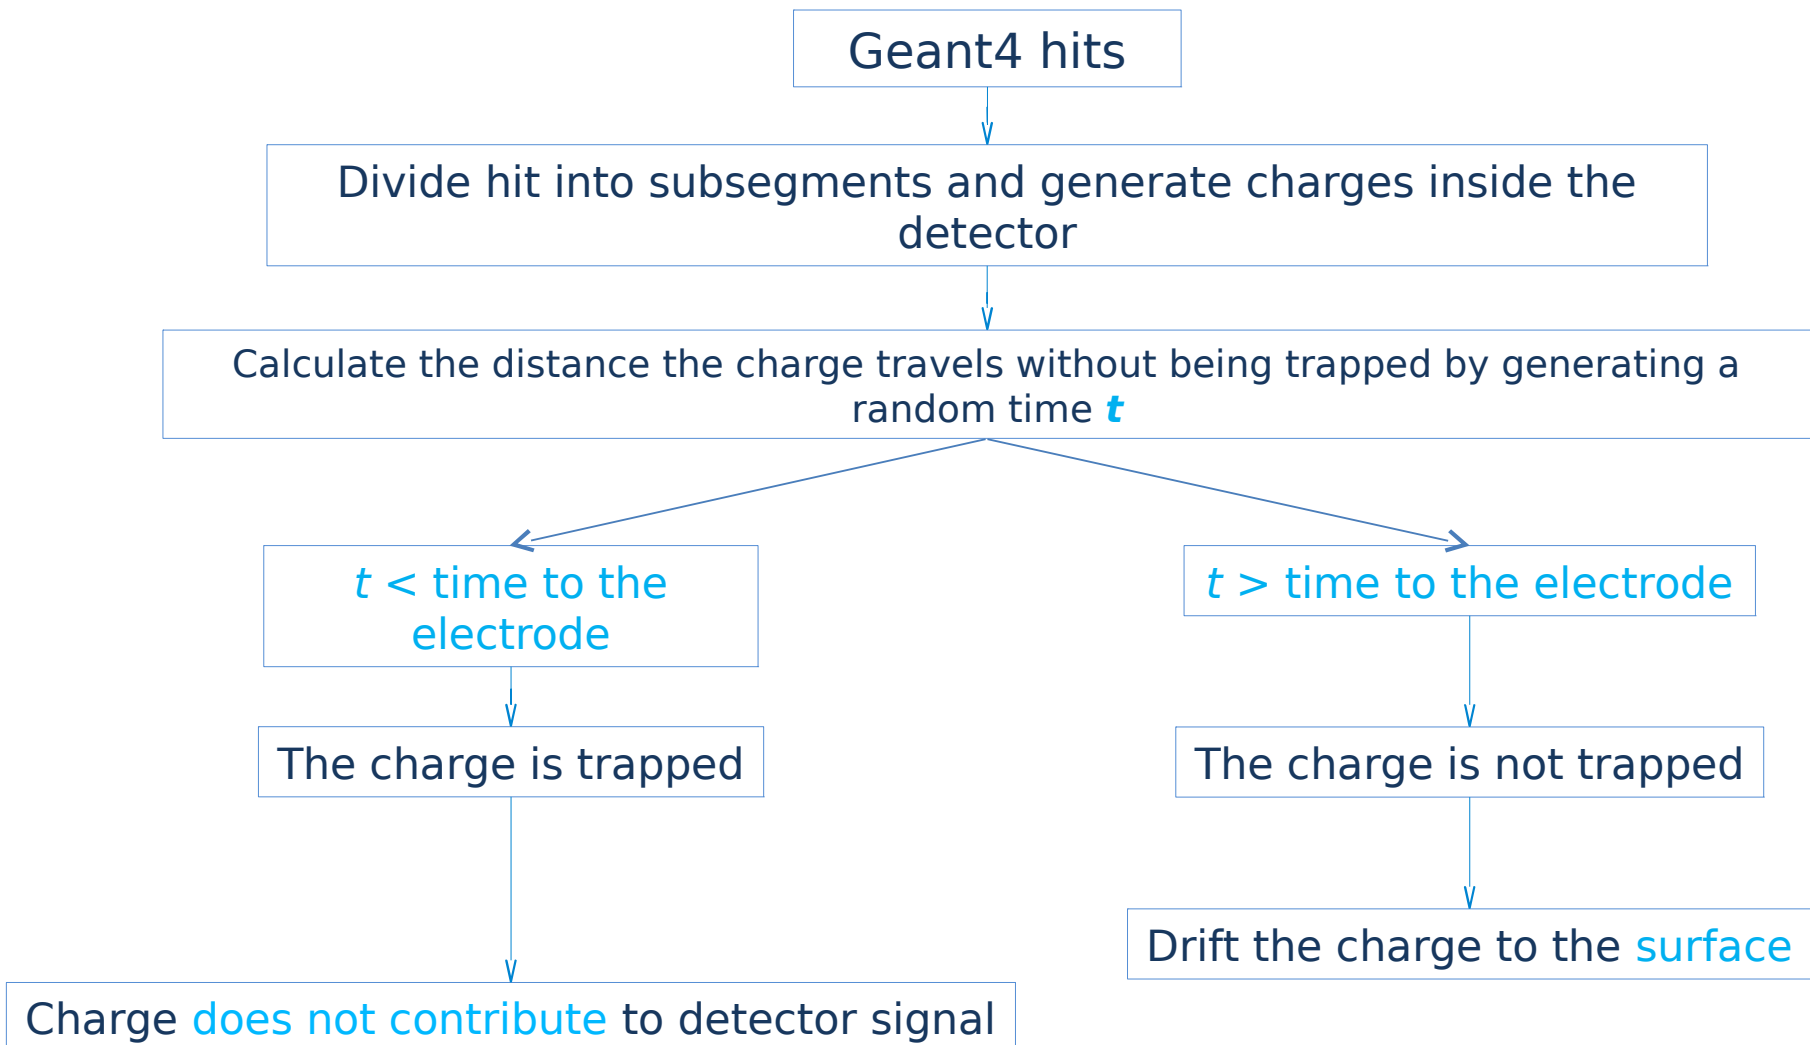 Geant4 hits
Divide hit into subsegments and generate charges inside the
detector
Calculate the distance the charge travels without being trapped by generating a
random time t
t < time to the
electrode
t > time to the electrode
The charge is trapped
The charge is not trapped
Drift the charge to the surface
Charge does not contribute to detector signal